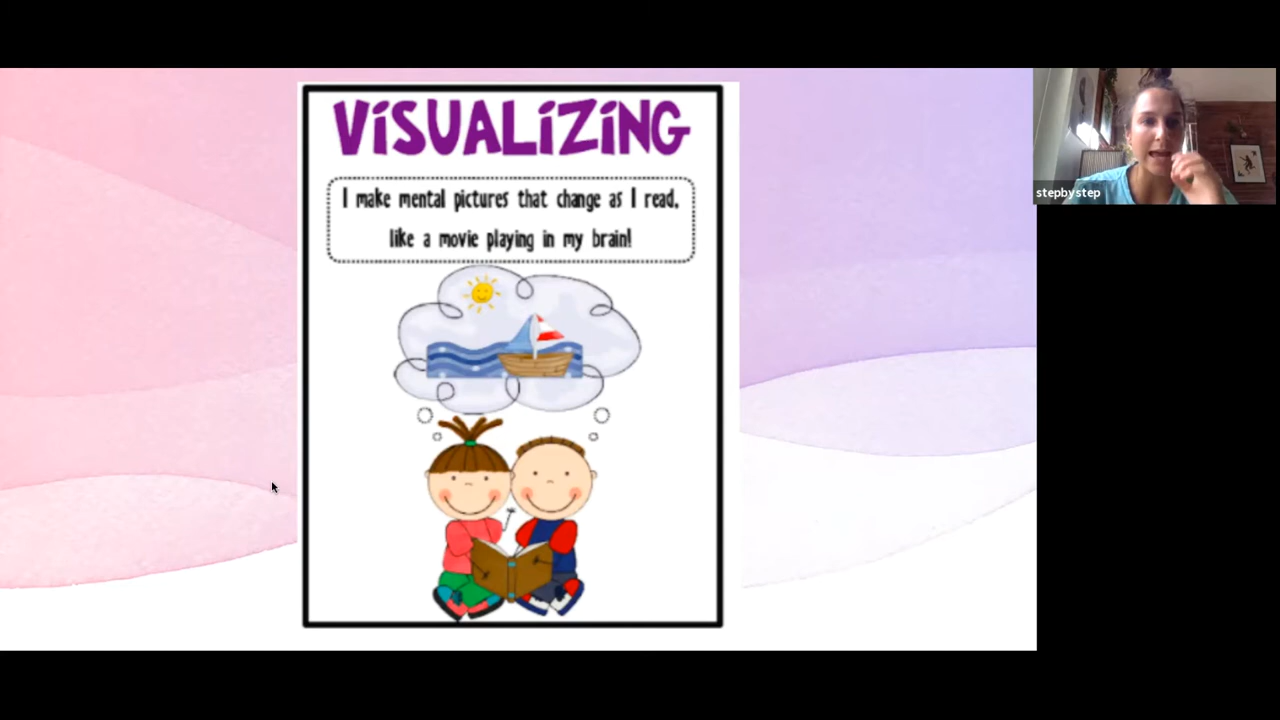 VISUALIZING
I make mental pictures that change as I read,
like a movie playing in my brain!
stepbystep